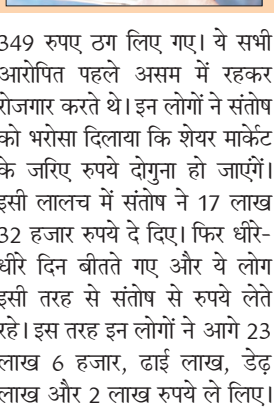 349 रुपए ठग लिए गए। ये सभी
आरोपित पहले असम में रहकर
रोजगार करते थे। इन लोगों ने संतोष
को भरोसा दिलाया कि शेयर मार्केट
के जरिए रुपये दोगुना हो जाएंगें।
इसी लालच में संतोष ने 17 लाख
32 हजार रुपये दे दिए। फिर धीरे-
धीरे दिन बीतते गए और ये लोग
इसी तरह से संतोष से रुपये लेते
रहे। इस तरह इन लोगों ने आगे 23
लाख 6 हजार, ढाई लाख, डेढ़
लाख और 2 लाख रुपये ले लिए।